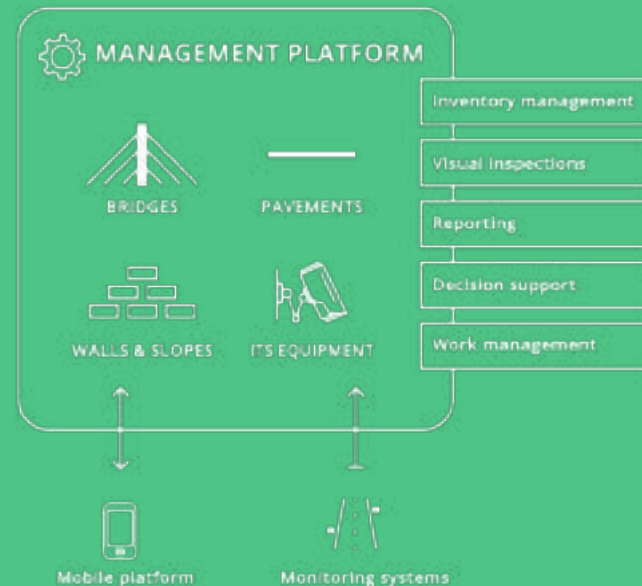 MANAGEMENT PLATFORM
Inventory management
Visual inspections
BRIDGES
PAVEMENTS
Reporting
Decision support
WALLS & SLOPES
ITS EQUIPMENT
Work management
Mobile platform
Monitoring systems